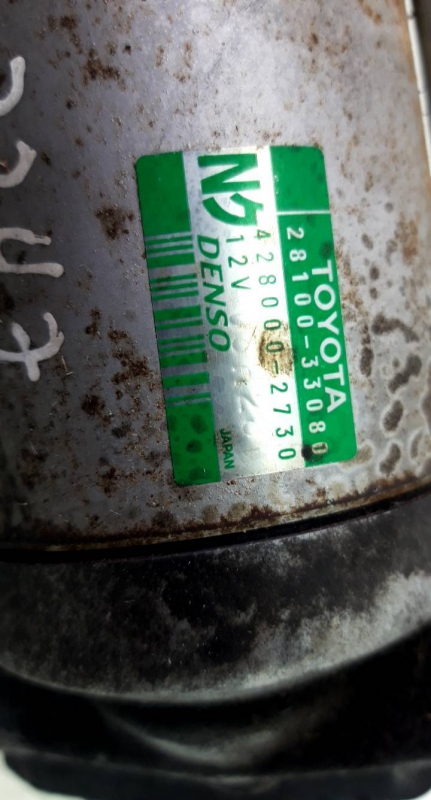 TOYOTA
28100-33080
428000-2730
12V
DENSO
JAPAN